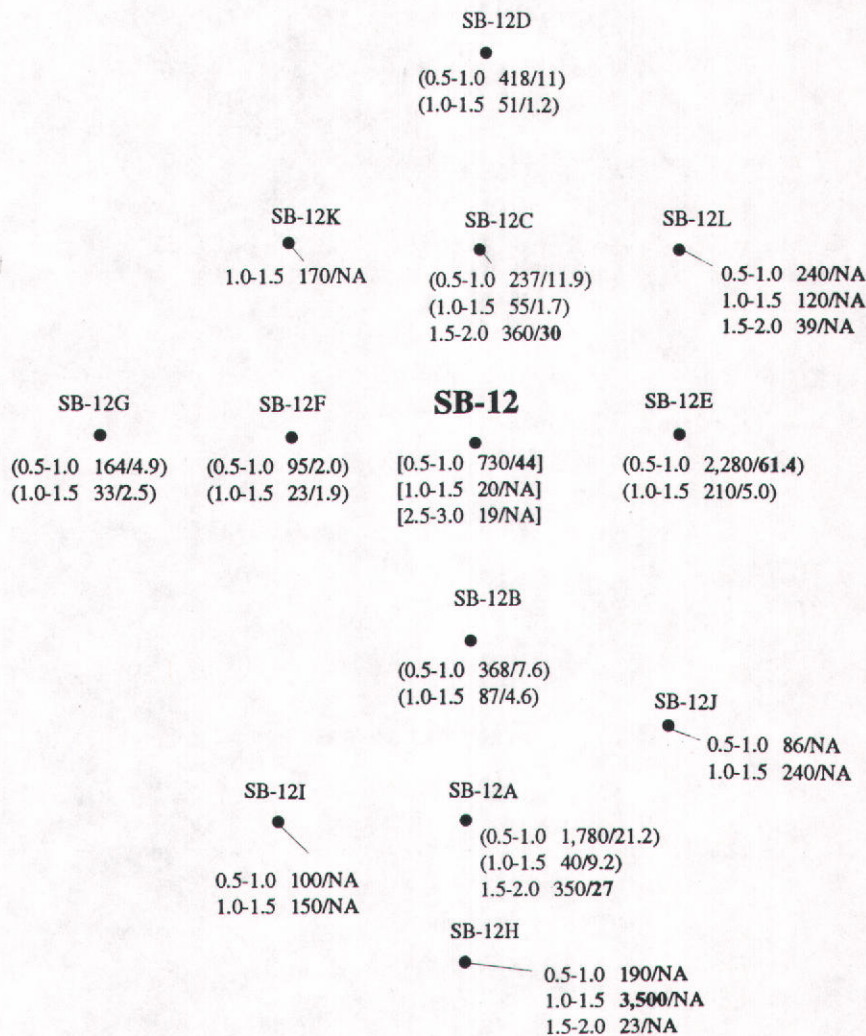 SB-12D
(0.5-1.0 418/11)
(1.0-1.5 51/1.2)
SB-12K
1.0-1.5 170/NA
SB-12C
(0.5-1.0 237/11.9)
(1.0-1.5 55/1.7)
1.5-2.0 360/30
SB-12L
0.5-1.0 240/NA
1.0-1.5 120/NA
1.5-2.0 39/NA
SB-12G
(0.5-1.0 164/4.9)
(1.0-1.5 33/2.5)
SB-12F
(0.5-1.0 95/2.0)
(1.0-1.5 23/1.9)
SB-12
[0.5-1.0 730/44]
[1.0-1.5 20/NA]
[2.5-3.0 19/NA]
SB-12E
(0.5-1.0 2,280/61.4)
(1.0-1.5 210/5.0)
SB-12B
(0.5-1.0 368/7.6)
(1.0-1.5 87/4.6)
SB-12J
0.5-1.0 86/NA
1.0-1.5 240/NA
SB-12I
0.5-1.0 100/NA
1.0-1.5 150/NA
SB-12A
(0.5-1.0 1,780/21.2)
(1.0-1.5 40/9.2)
1.5-2.0 350/27
SB-12H
0.5-1.0 190/NA
1.0-1.5 3,500/NA
1.5-2.0 23/NA